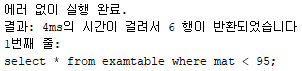 에러 없이 실행 완료.
결과: 4ms의 시간이 걸려서 6 행이 반환되었습니다
1번째 줄:
select * from examtable where mat < 95;